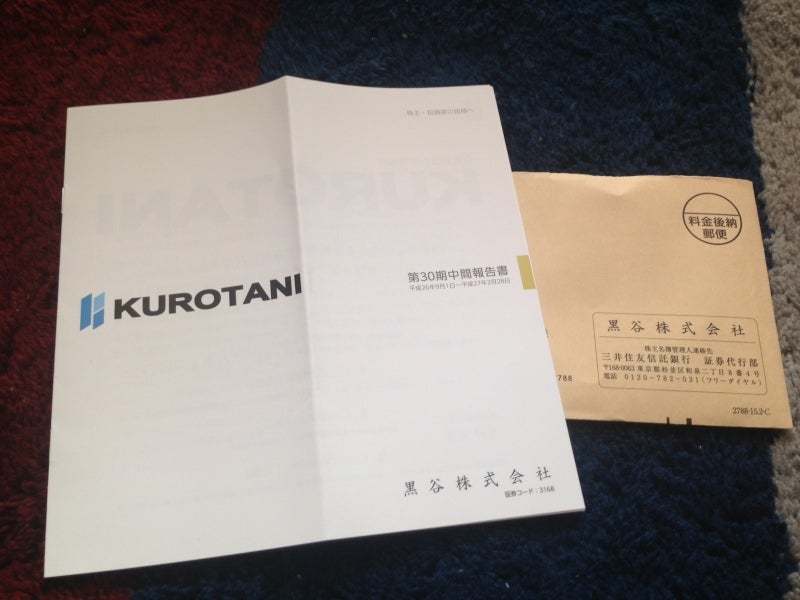 株主・投資家の皆様へ
KUROTANI
第30期中間報告書
平成26年9月1日～平成27年2月28日
黒谷株式会社
証券コード：3168
料金後納
郵便
黒谷株式会社
株主名簿管理人連絡先
三井住友信託銀行 証券代行部
〒168-0063 東京都杉並区和泉二丁目8番4号
電話 0120-782-031(フリーダイヤル)
788
2788-15.2-C